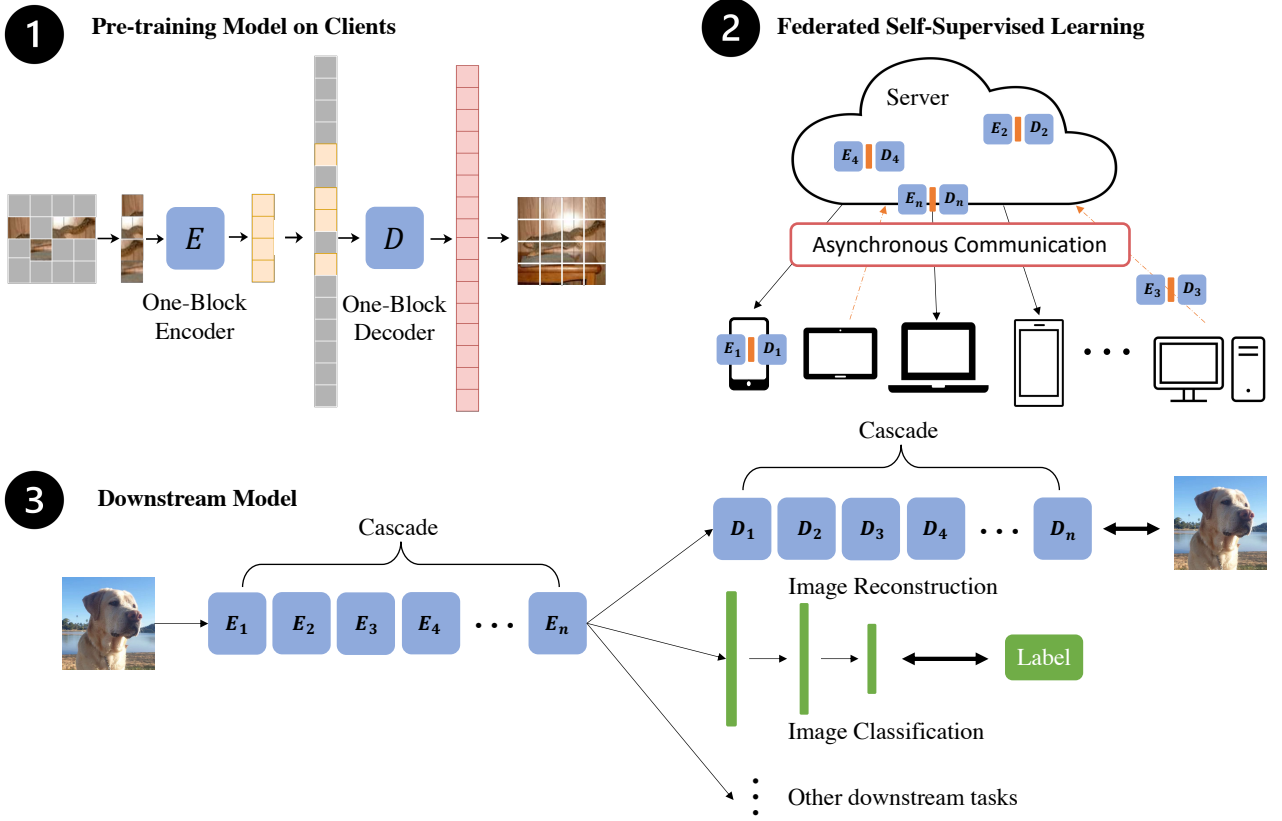 1
Pre-training Model on Clients
E
One-Block
Encoder
D
One-Block
Decoder
2
Federated Self-Supervised Learning
Server
E₂ D₂
E₄ D₄
Eₙ Dₙ
Asynchronous Communication
E₃ D₃
E₁ D₁
. . .
3
Downstream Model
Cascade
E₁ E₂ E₃ E₄ . . . Eₙ
Cascade
D₁ D₂ D₃ D₄ . . . Dₙ
Image Reconstruction
Label
Image Classification
Other downstream tasks